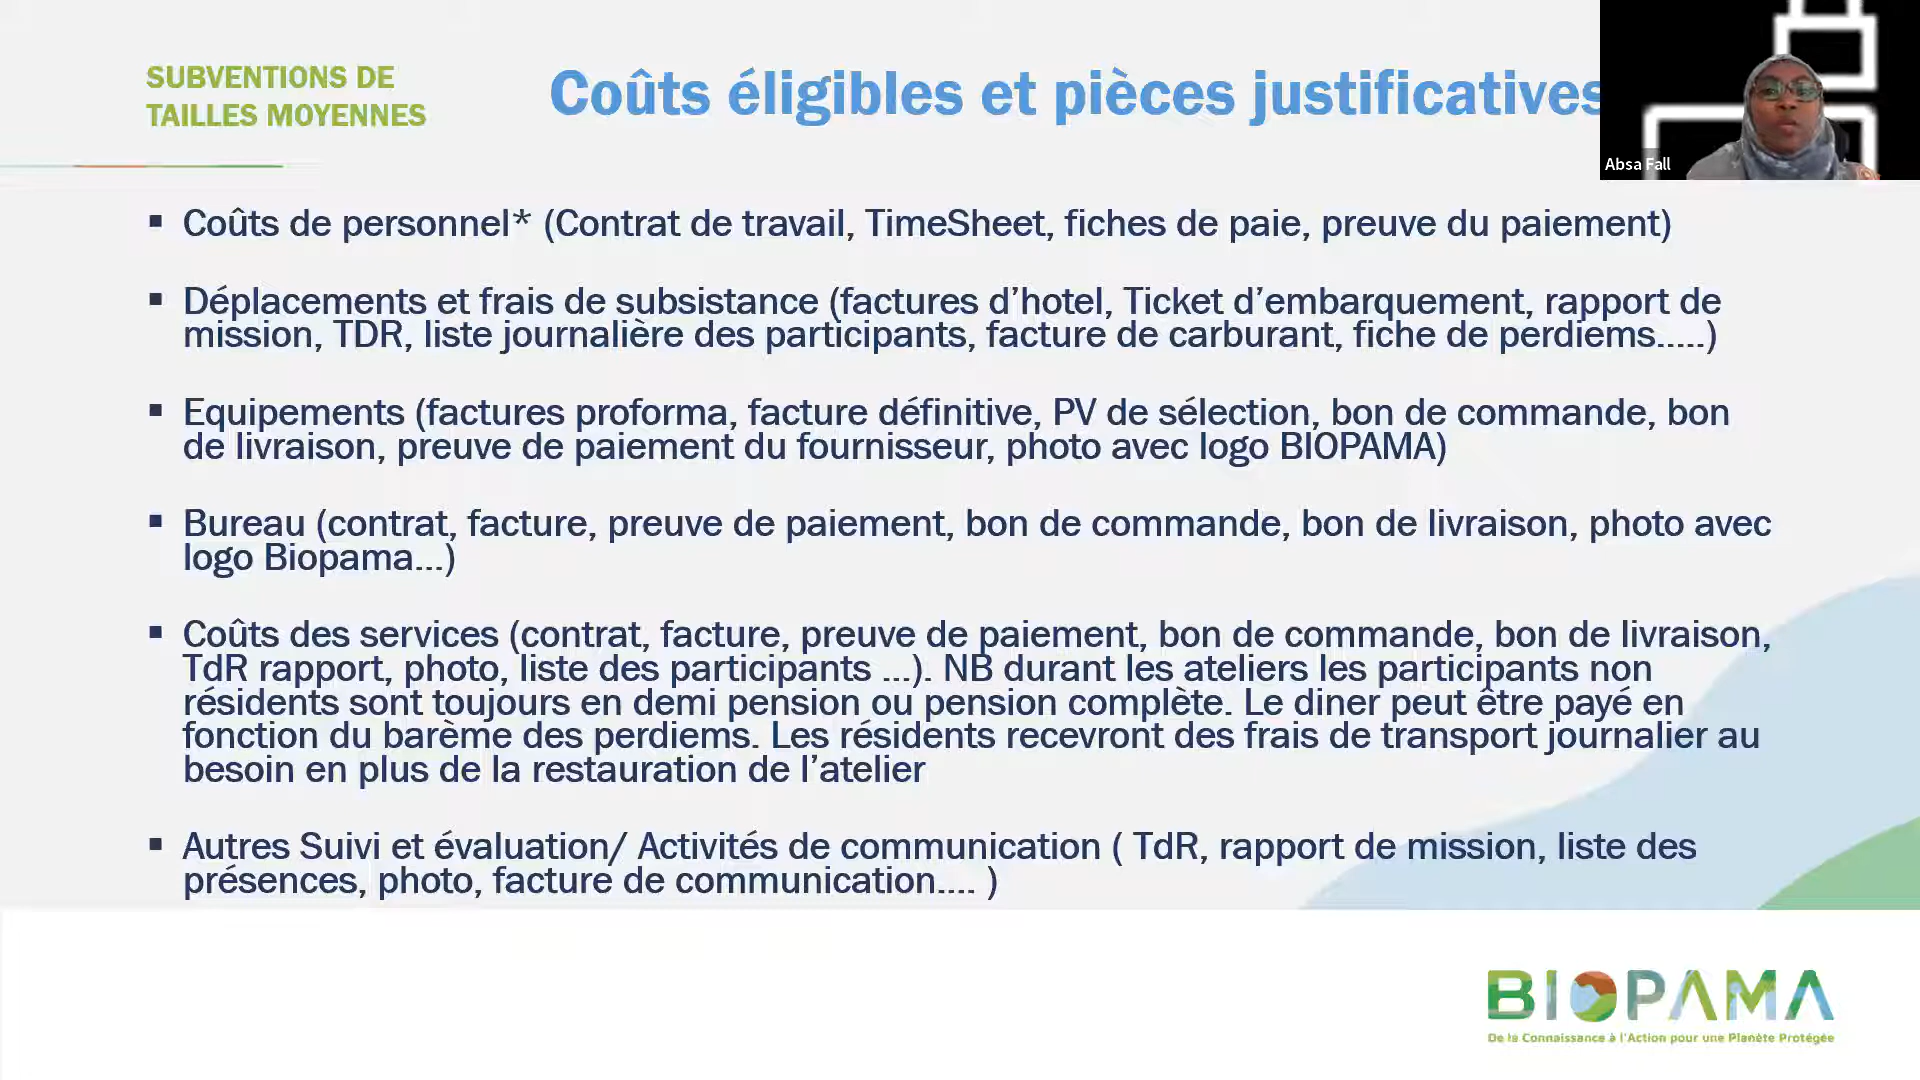 SUBVENTIONS DE
TAILLES MOYENNES
Coûts éligibles et pièces justificatives
Absa Fall
▪ Coûts de personnel* (Contrat de travail, TimeSheet, fiches de paie, preuve du paiement)
▪ Déplacements et frais de subsistance (factures d’hotel, Ticket d’embarquement, rapport de
mission, TDR, liste journalière des participants, facture de carburant, fiche de perdiems.....)
▪ Equipements (factures proforma, facture définitive, PV de sélection, bon de commande, bon
de livraison, preuve de paiement du fournisseur, photo avec logo BIOPAMA)
▪ Bureau (contrat, facture, preuve de paiement, bon de commande, bon de livraison, photo avec
logo Biopama...)
▪ Coûts des services (contrat, facture, preuve de paiement, bon de commande, bon de livraison,
TdR rapport, photo, liste des participants ...). NB durant les ateliers les participants non
résidents sont toujours en demi pension ou pension complète. Le diner peut être payé en
fonction du barème des perdiems. Les résidents recevront des frais de transport journalier au
besoin en plus de la restauration de l’atelier
▪ Autres Suivi et évaluation/ Activités de communication ( TdR, rapport de mission, liste des
présences, photo, facture de communication.... )
BIOPAMA
De la Connaissance à l’Action pour une Planète Protégée